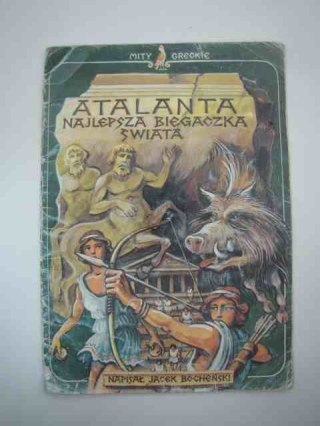 MITY GRECKIE
ATALANTA
NAJLEPSZA BIEGACZKA
ŚWIATA
NAPISAŁ JACEK BOCHEŃSKI